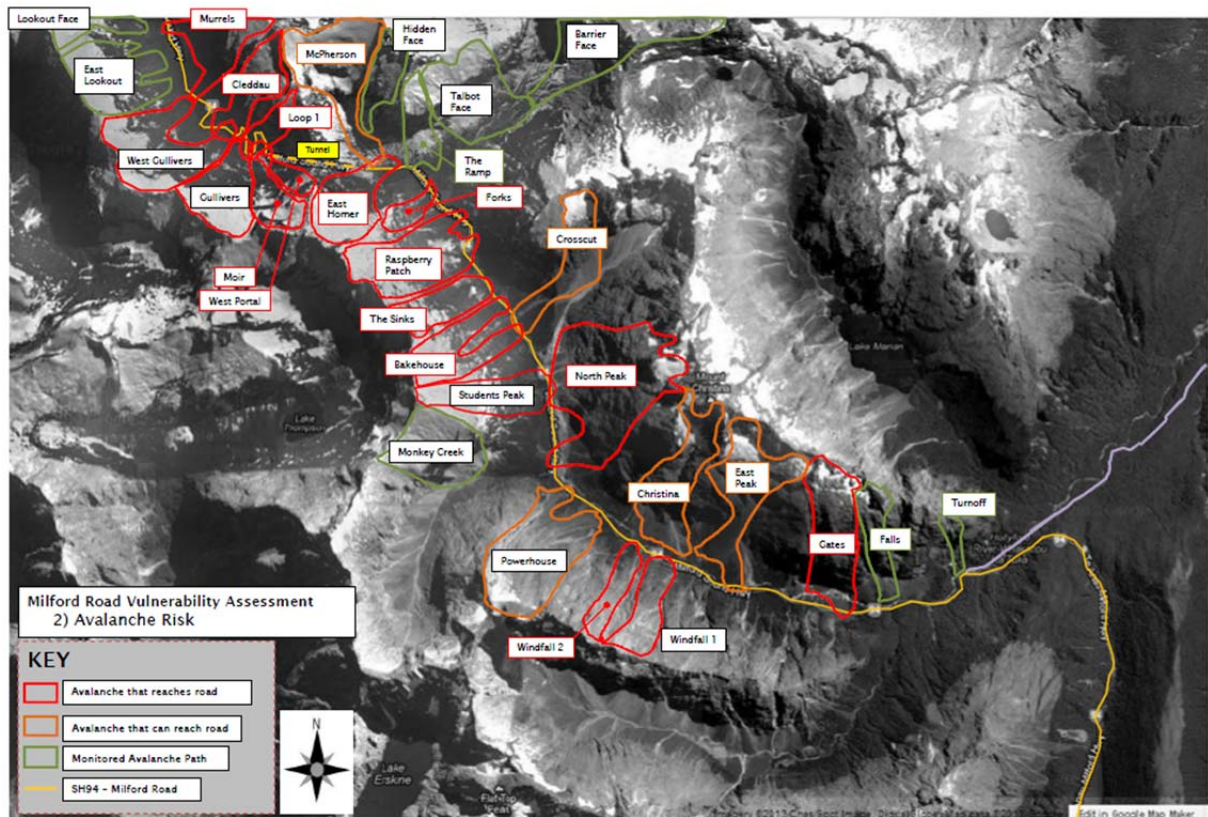 Lookout Face
Murrels
Hidden
Face
Barrier
Face
McPherson
East
Lookout
Cleddau
Talbot
Face
Loop 1
Tunnel
West Gullivers
The
Ramp
Gullivers
East
Homer
Forks
Crosscut
Moir
Raspberry
Patch
West Portal
The Sinks
Lake Marian
Bakehouse
North Peak
Mount
Christina
Students Peak
Lake
Thompson
Monkey Creek
East
Peak
Christina
Turnoff
Gates
Falls
Powerhouse
Windfall 2
Windfall 1
Milford Road Vulnerability Assessment
2) Avalanche Risk
KEY
Avalanche that reaches road
Avalanche that can reach road
Monitored Avalanche Path
SH94 - Milford Road
N
Lake
Erskine
Flat Top
Peak
Edit in Google Map Maker